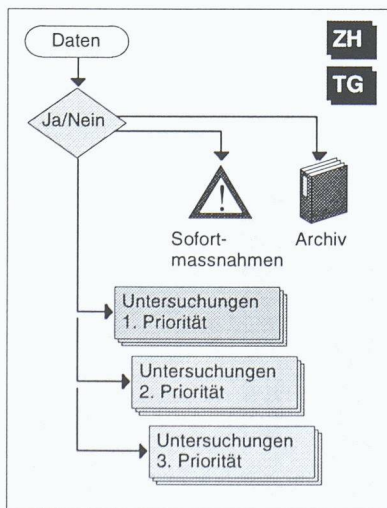 Daten
ZH
TG
Ja/Nein
Sofort-
massnahmen
Archiv
Untersuchungen
1. Priorität
Untersuchungen
2. Priorität
Untersuchungen
3. Priorität